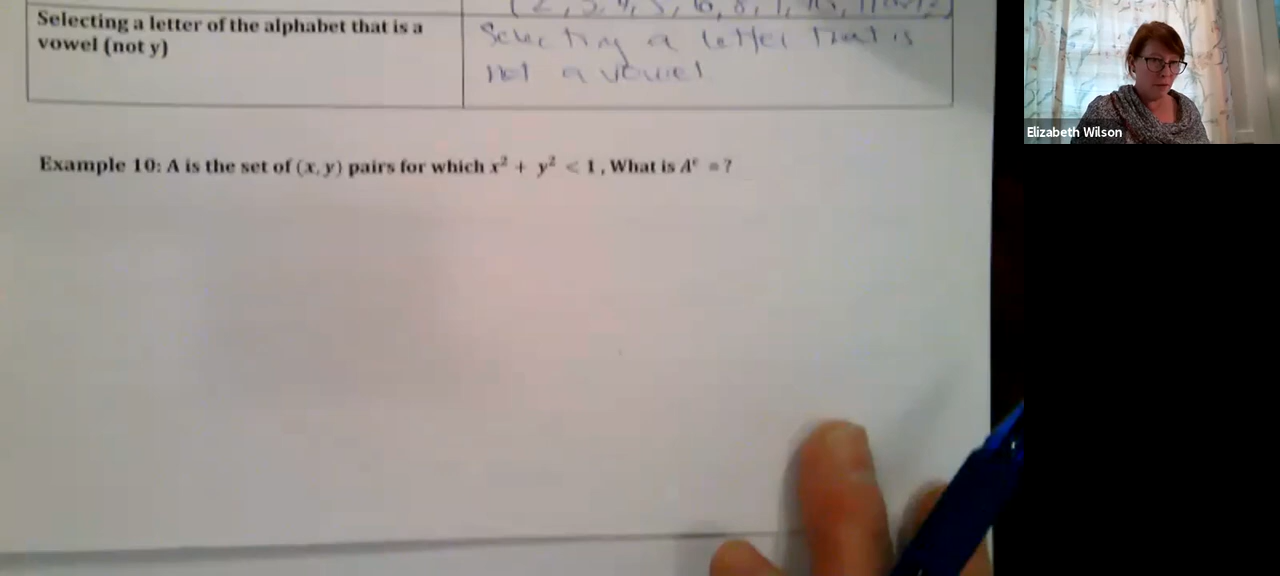 Selecting a letter of the alphabet that is a
vowel (not y)
Selecting a letter that is
not a vowel
Elizabeth Wilson
Example 10: A is the set of (x, y) pairs for which x² + y² < 1, What is Aᶜ = ?